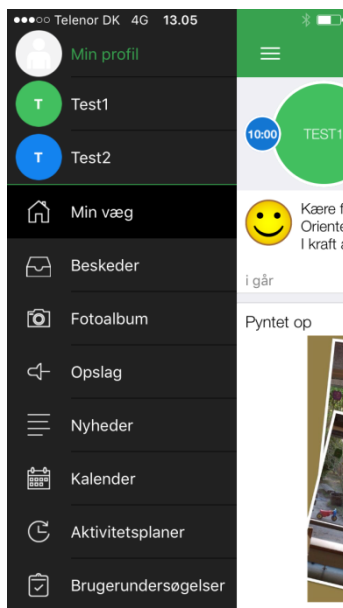 Telenor DK 4G 13.05
Min profil
T Test1
T Test2
Min væg
Beskeder
Fotoalbum
Opslag
Nyheder
Kalender
Aktivitetsplaner
Brugerundersøgelser
10:00 TEST1
Kære f
Oriente
I kraft a
i går
Pyntet op